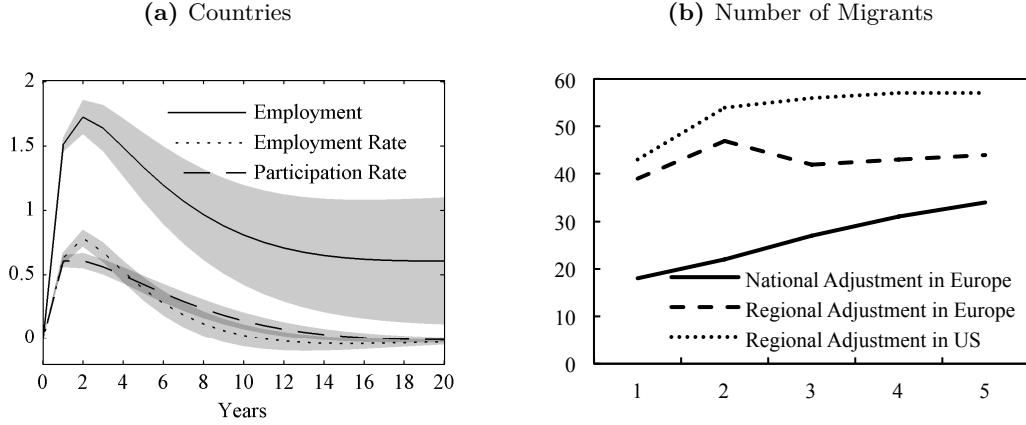 (a) Countries
2
1.5
1
0.5
0
0 2 4 6 8 10 12 14 16 18 20
Years
Employment
Employment Rate
Participation Rate
(b) Number of Migrants
60
50
40
30
20
10
0
1 2 3 4 5
National Adjustment in Europe
Regional Adjustment in Europe
Regional Adjustment in US